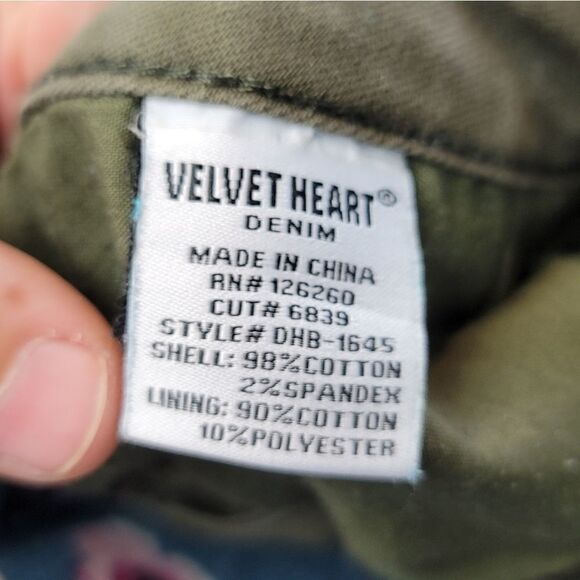 VELVET HEART®
DENIM
MADE IN CHINA
RN# 126260
CUT# 6839
STYLE# DHB-1645
SHELL: 98%COTTON
2%SPANDEX
LINING: 90%COTTON
10%POLYESTER